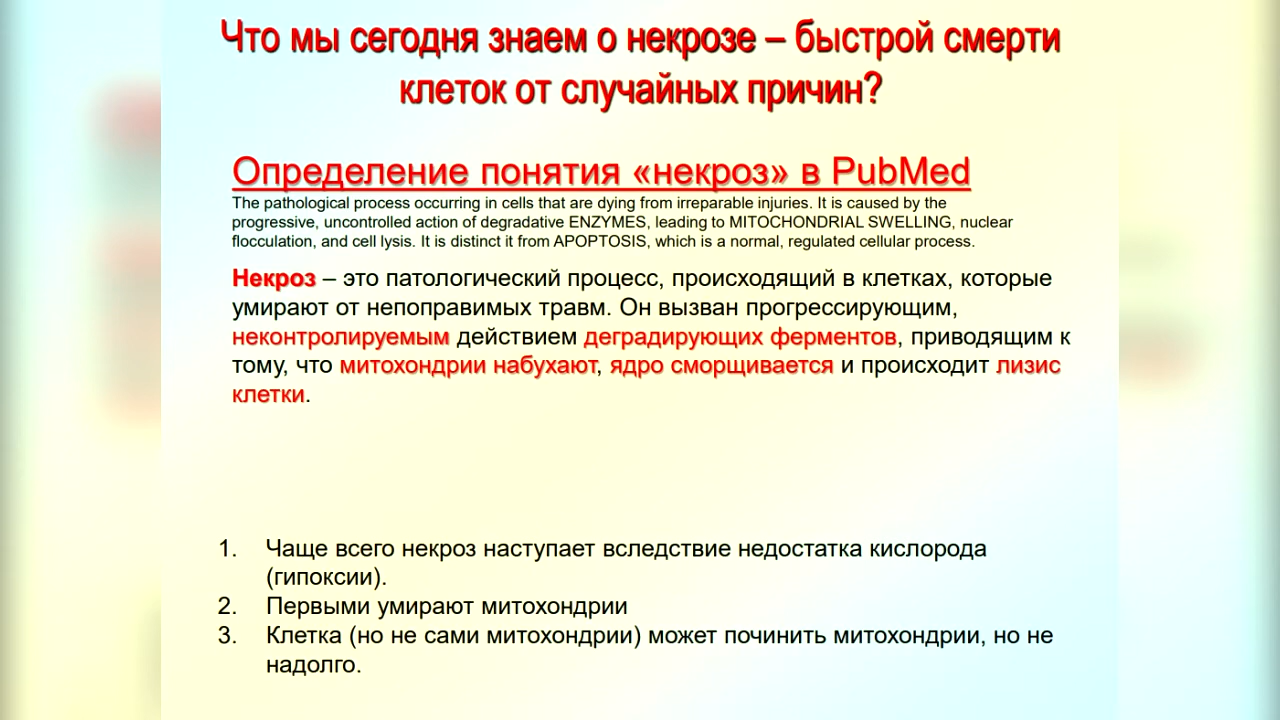 Что мы сегодня знаем о некрозе – быстрой смерти
клеток от случайных причин?
Определение понятия «некроз» в PubMed
The pathological process occurring in cells that are dying from irreparable injuries. It is caused by the
progressive, uncontrolled action of degradative ENZYMES, leading to MITOCHONDRIAL SWELLING, nuclear
flocculation, and cell lysis. It is distinct it from APOPTOSIS, which is a normal, regulated cellular process.
Некроз – это патологический процесс, происходящий в клетках, которые
умирают от непоправимых травм. Он вызван прогрессирующим,
неконтролируемым действием деградирующих ферментов, приводящим к
тому, что митохондрии набухают, ядро сморщивается и происходит лизис
клетки.
1. Чаще всего некроз наступает вследствие недостатка кислорода
(гипоксии).
2. Первыми умирают митохондрии
3. Клетка (но не сами митохондрии) может починить митохондрии, но не
надолго.